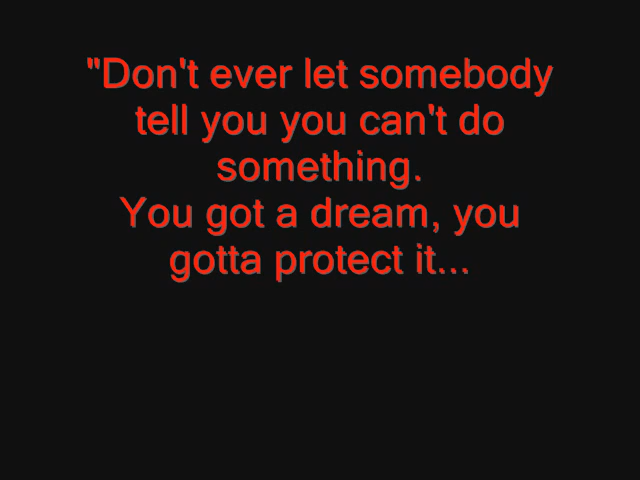 "Don't ever let somebody
tell you you can't do
something.
You got a dream, you
gotta protect it...